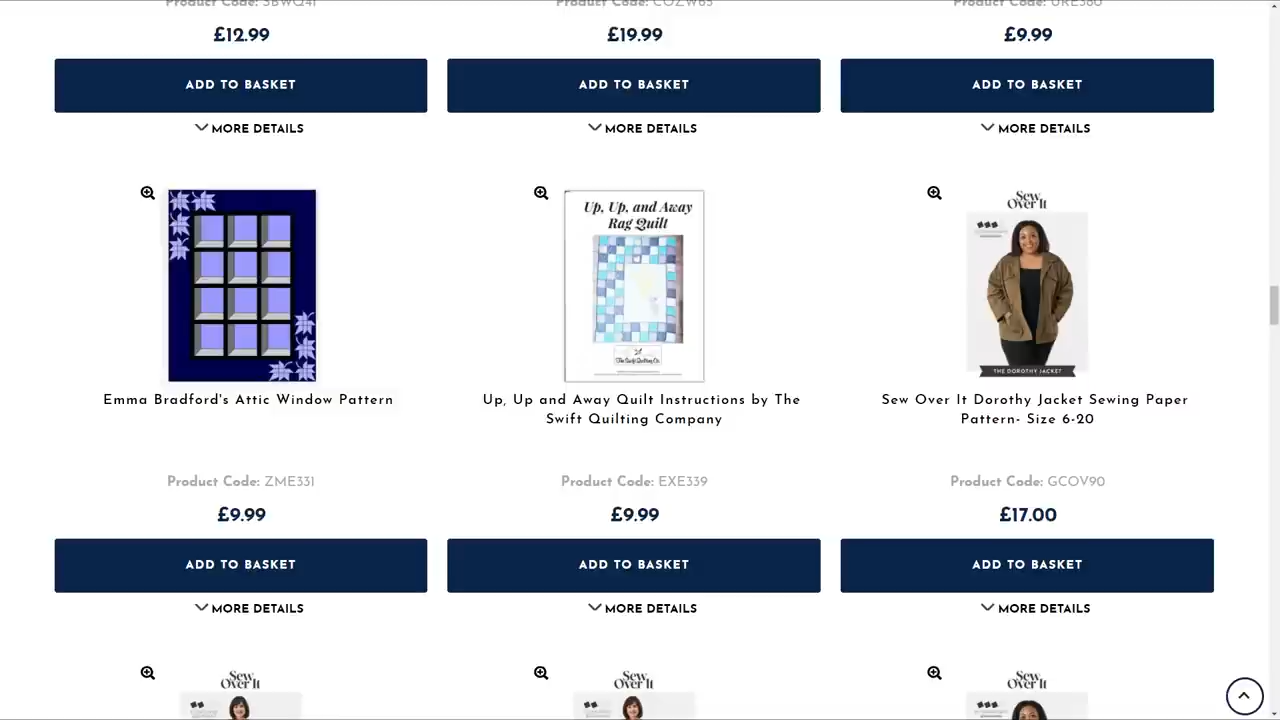 £12.99
£19.99
£9.99
ADD TO BASKET
ADD TO BASKET
ADD TO BASKET
MORE DETAILS
MORE DETAILS
MORE DETAILS
Up, Up, and Away
Rag Quilt
The Swift Quilting Co.
Sew
Over It
THE DOROTHY JACKET
Emma Bradford's Attic Window Pattern
Up, Up and Away Quilt Instructions by The
Swift Quilting Company
Sew Over It Dorothy Jacket Sewing Paper
Pattern- Size 6-20
Product Code: ZME331
Product Code: EXE339
Product Code: GCOV90
£9.99
£9.99
£17.00
ADD TO BASKET
ADD TO BASKET
ADD TO BASKET
MORE DETAILS
MORE DETAILS
MORE DETAILS
Sew
Over It
Sew
Over It
Sew
Over It